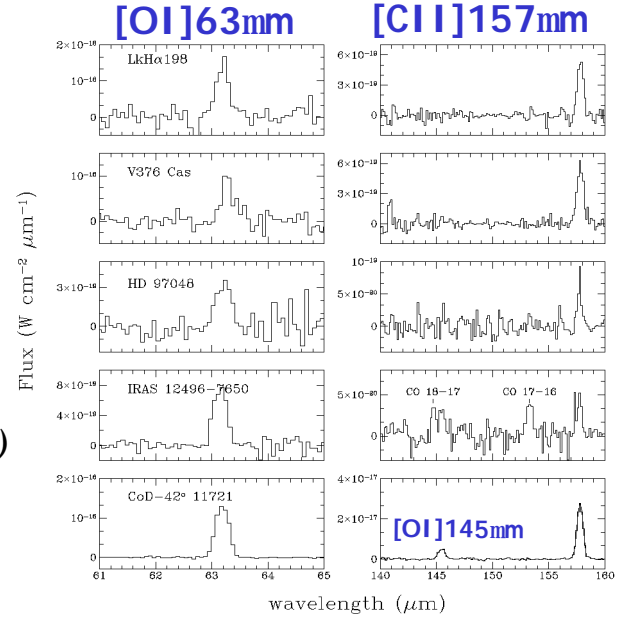 [OI]63mm [CII]157mm
2×10⁻¹⁸
10⁻¹⁸
0
LkHα198
6×10⁻¹⁹
3×10⁻¹⁹
0
10⁻¹⁸
0
V376 Cas
6×10⁻¹⁹
3×10⁻¹⁹
0
3×10⁻¹⁹
0
HD 97048
10⁻¹⁹
5×10⁻²⁰
0
8×10⁻¹⁹
4×10⁻¹⁹
0
IRAS 12496-7650
5×10⁻²⁰
0
CO 18-17 CO 17-16
2×10⁻¹⁶
10⁻¹⁶
0
CoD-42° 11721
4×10⁻¹⁷
2×10⁻¹⁷
0
[OI]145mm
61 62 63 64 65
140 145 150 155 160
wavelength (μm)
Flux (W cm⁻² μm⁻¹)
)